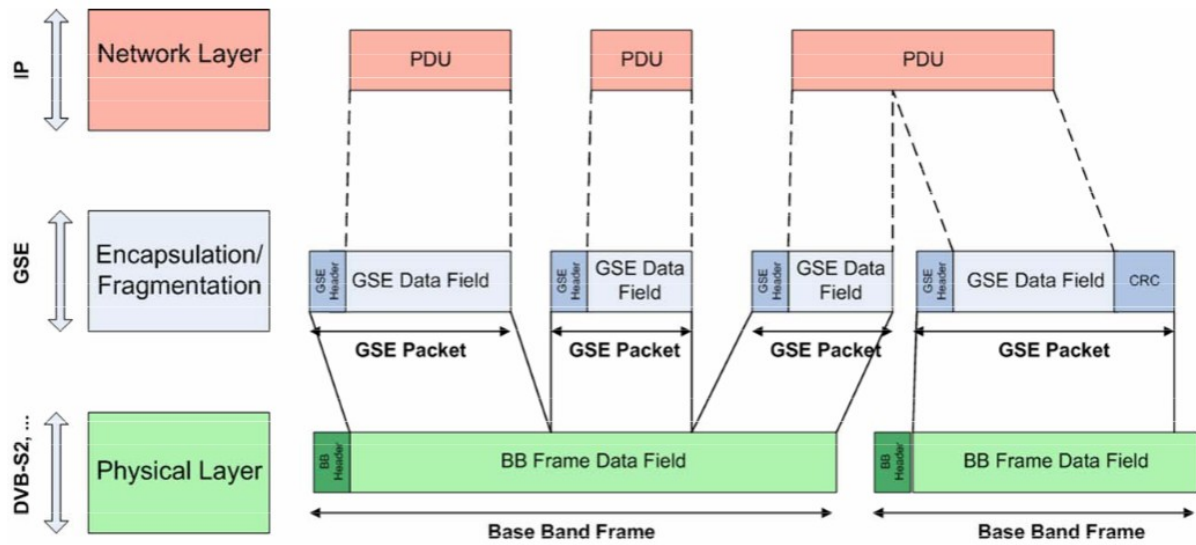 IP
Network Layer
PDU
PDU
PDU
GSE
Encapsulation/
Fragmentation
GSE
Header
GSE Data Field
GSE
Header
GSE Data
Field
GSE
Header
GSE Data
Field
GSE
Header
GSE Data Field
CRC
GSE Packet
GSE Packet
GSE Packet
GSE Packet
DVB-S2, ...
Physical Layer
BB
Header
BB Frame Data Field
BB
Header
BB Frame Data Field
Base Band Frame
Base Band Frame